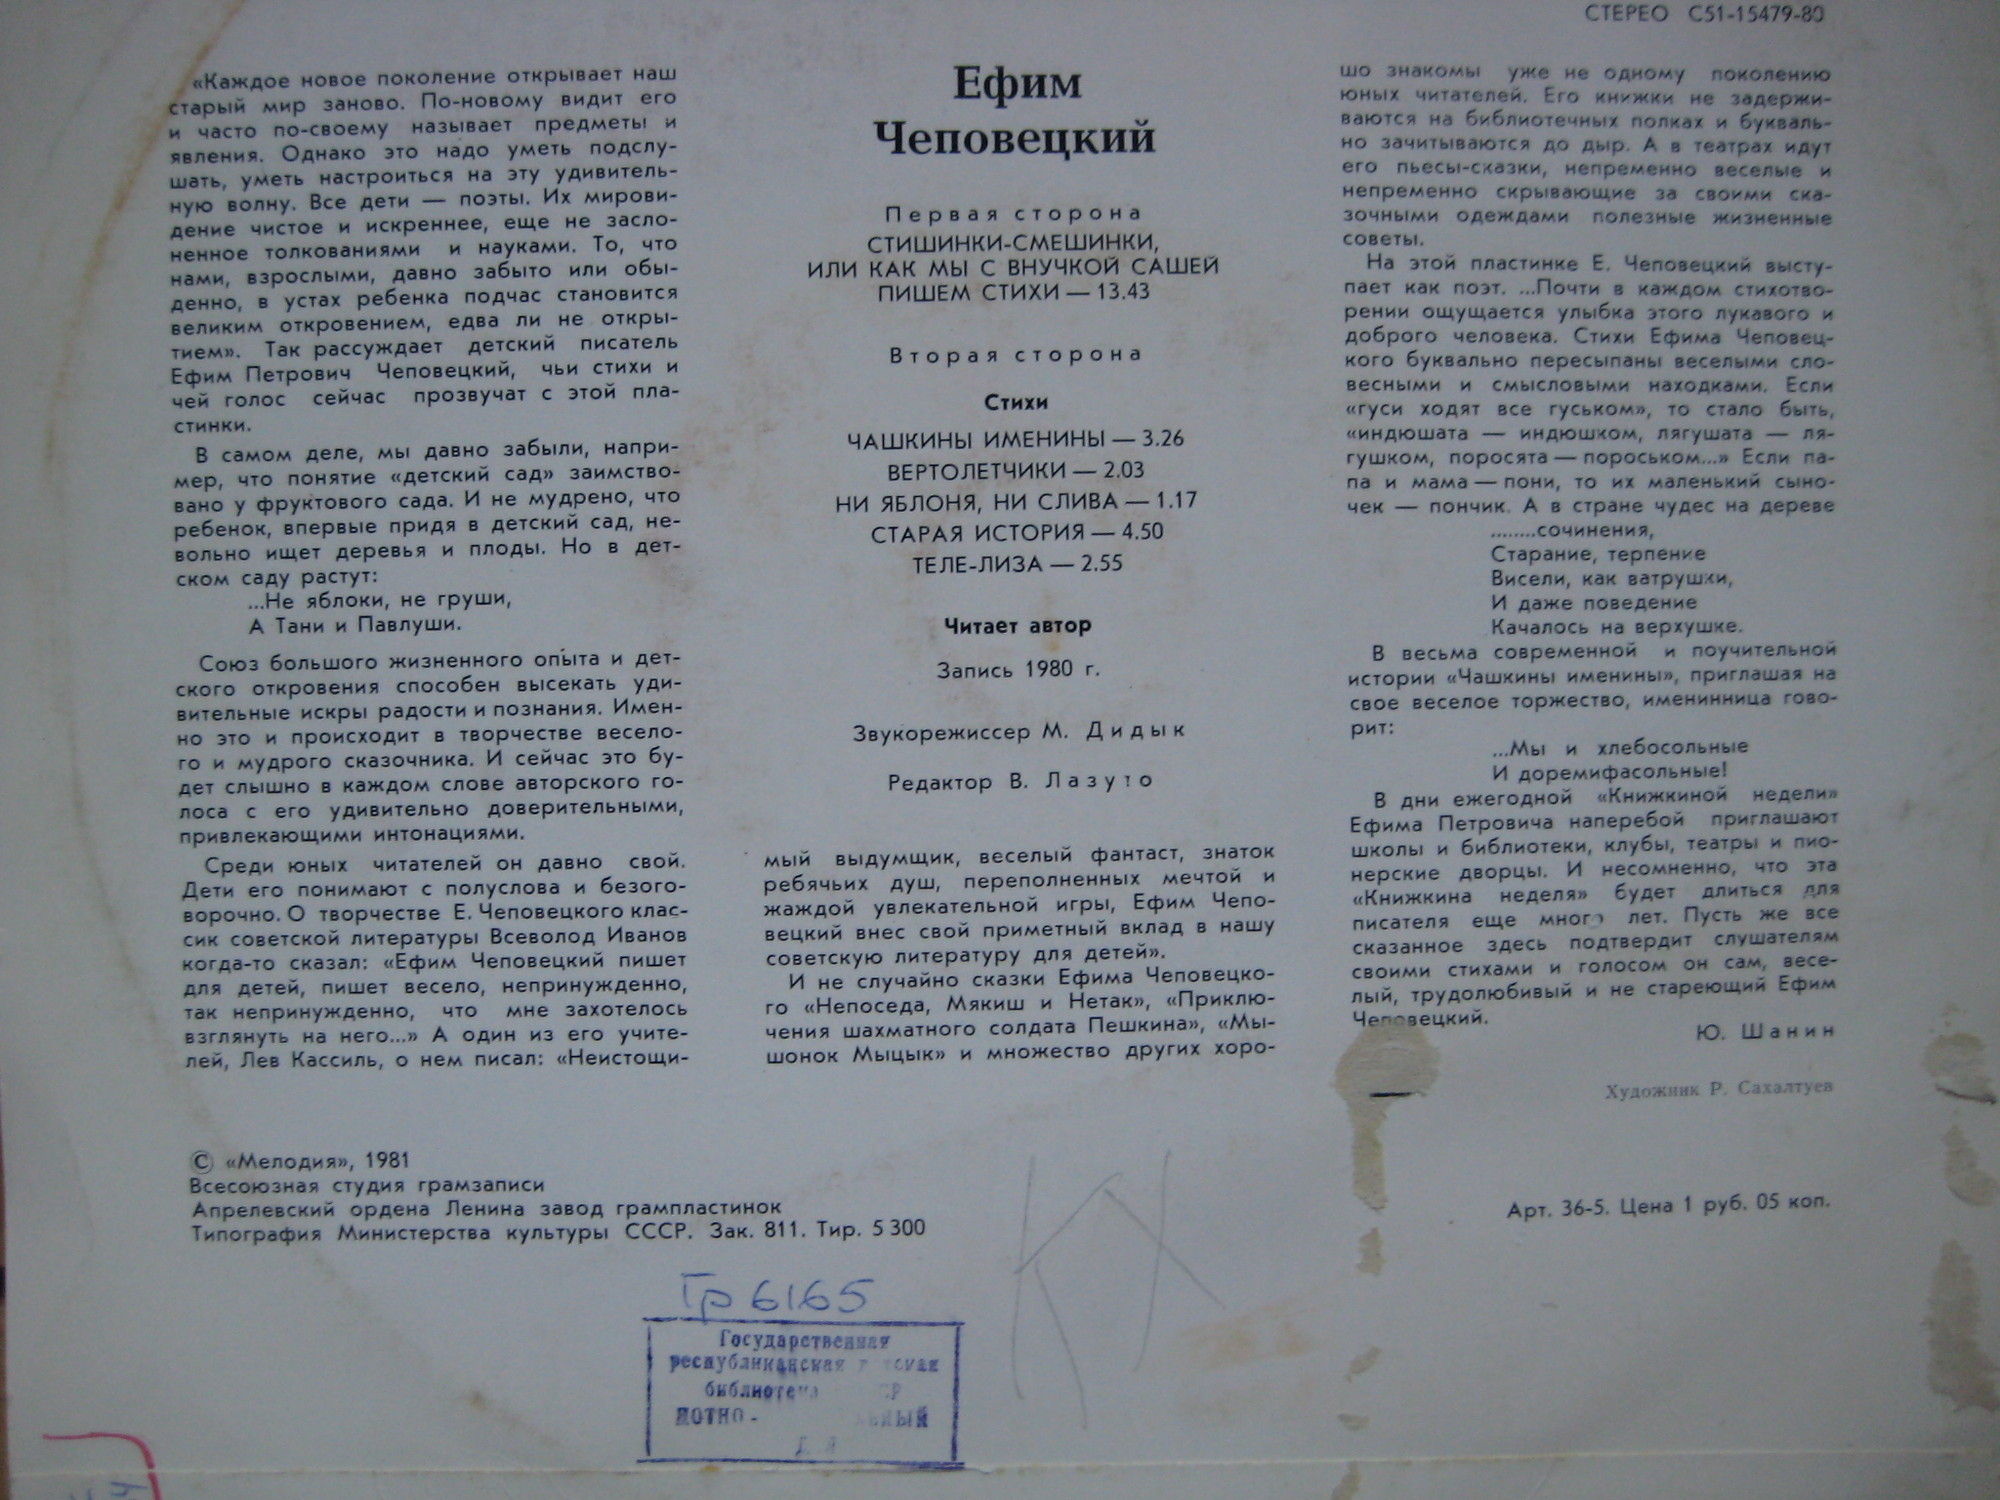 СТЕРЕО С51-15479-80
«Каждое новое поколение открывает наш
старый мир заново. По-новому видит его
и часто по-своему называет предметы и
явления. Однако это надо уметь подслу-
шать, уметь настроиться на эту удивитель-
ную волну. Все дети — поэты. Их мирови-
дение чистое и искреннее, еще не засло-
ненное толкованиями и науками. То, что
нами, взрослыми, давно забыто или обы-
денно, в устах ребенка подчас становится
великим откровением, едва ли не откры-
тием». Так рассуждает детский писатель
Ефим Петрович Чеповецкий, чьи стихи и
чей голос сейчас прозвучат с этой пла-
стинки.
В самом деле, мы давно забыли, напри-
мер, что понятие «детский сад» заимство-
вано у фруктового сада. И не мудрено, что
ребенок, впервые придя в детский сад, не-
вольно ищет деревья и плоды. Но в дет-
ском саду растут:
...Не яблоки, не груши,
А Тани и Павлуши.
Союз большого жизненного опыта и дет-
ского откровения способен высекать уди-
вительные искры радости и познания. Имен-
но это и происходит в творчестве весело-
го и мудрого сказочника. И сейчас это бу-
дет слышно в каждом слове авторского го-
лоса с его удивительно доверительными,
привлекающими интонациями.
Среди юных читателей он давно свой.
Дети его понимают с полуслова и безого-
ворочно. О творчестве Е. Чеповецкого клас-
сик советской литературы Всеволод Иванов
когда-то сказал: «Ефим Чеповецкий пишет
для детей, пишет весело, непринужденно,
так непринужденно, что мне захотелось
взглянуть на него...» А один из его учите-
лей, Лев Кассиль, о нем писал: «Неистощи-
Ефим
Чеповецкий
Первая сторона
СТИШИНКИ-СМЕШИНКИ,
ИЛИ КАК МЫ С ВНУЧКОЙ САШЕЙ
ПИШЕМ СТИХИ — 13.43
Вторая сторона
Стихи
ЧАШКИНЫ ИМЕНИНЫ — 3.26
ВЕРТОЛЕТЧИКИ — 2.03
НИ ЯБЛОНЯ, НИ СЛИВА — 1.17
СТАРАЯ ИСТОРИЯ — 4.50
ТЕЛЕ-ЛИЗА — 2.55
Читает автор
Запись 1980 г.
Звукорежиссер М. Дидык
Редактор В. Лазуто
мый выдумщик, веселый фантаст, знаток
ребячьих душ, переполненных мечтой и
жаждой увлекательной игры, Ефим Чепо-
вецкий внес свой приметный вклад в нашу
советскую литературу для детей».
И не случайно сказки Ефима Чеповецко-
го «Непоседа, Мякиш и Нетак», «Приклю-
чения шахматного солдата Пешкина», «Мы-
шонок Мыцык» и множество других хоро-
шо знакомы уже не одному поколению
юных читателей. Его книжки не задержи-
ваются на библиотечных полках и букваль-
но зачитываются до дыр. А в театрах идут
его пьесы-сказки, непременно веселые и
непременно скрывающие за своими ска-
зочными одеждами полезные жизненные
советы.
На этой пластинке Е. Чеповецкий высту-
пает как поэт. ...Почти в каждом стихотво-
рении ощущается улыбка этого лукавого и
доброго человека. Стихи Ефима Чеповец-
кого буквально пересыпаны веселыми сло-
весными и смысловыми находками. Если
«гуси ходят все гуськом», то стало быть,
«индюшата — индюшком, лягушата — ля-
гушком, поросята — пороськом...» Если па-
па и мама — пони, то их маленький сыно-
чек — пончик. А в стране чудес на дереве
........сочинения,
Старание, терпение
Висели, как ватрушки,
И даже поведение
Качалось на верхушке.
В весьма современной и поучительной
истории «Чашкины именины», приглашая на
свое веселое торжество, именинница гово-
рит:
...Мы и хлебосольные
И доремифасольные!
В дни ежегодной «Книжкиной недели»
Ефима Петровича наперебой приглашают
школы и библиотеки, клубы, театры и пио-
нерские дворцы. И несомненно, что эта
«Книжкина неделя» будет длиться для
писателя еще много лет. Пусть же все
сказанное здесь подтвердит слушателям
своими стихами и голосом он сам, весе-
лый, трудолюбивый и не стареющий Ефим
Чеповецкий.
Ю. Шанин
Художник Р. Сахалтуев
© «Мелодия», 1981
Всесоюзная студия грамзаписи
Апрелевский ордена Ленина завод грампластинок
Типография Министерства культуры СССР. Зак. 811. Тир. 5 300
Арт. 36-5. Цена 1 руб. 05 коп.
Гр 6165
КХ
Государственная
республиканская
библиотека
НОТНО -